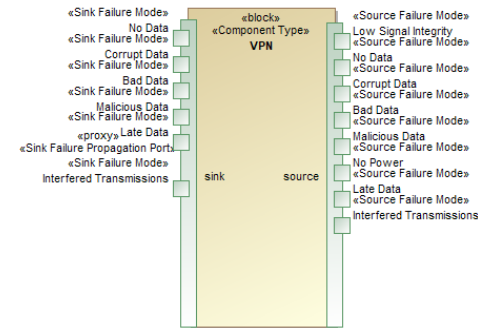 «Sink Failure Mode»
No Data
«Sink Failure Mode»
Corrupt Data
«Sink Failure Mode»
Bad Data
«Sink Failure Mode»
Malicious Data
«Sink Failure Mode»
«proxy» Late Data
«Sink Failure Propagation Port»
«Sink Failure Mode»
Interfered Transmissions
«block»
«Component Type»
VPN
sink
source
«Source Failure Mode»
Low Signal Integrity
«Source Failure Mode»
No Data
«Source Failure Mode»
Corrupt Data
«Source Failure Mode»
Bad Data
«Source Failure Mode»
Malicious Data
«Source Failure Mode»
No Power
«Source Failure Mode»
Late Data
«Source Failure Mode»
Interfered Transmissions